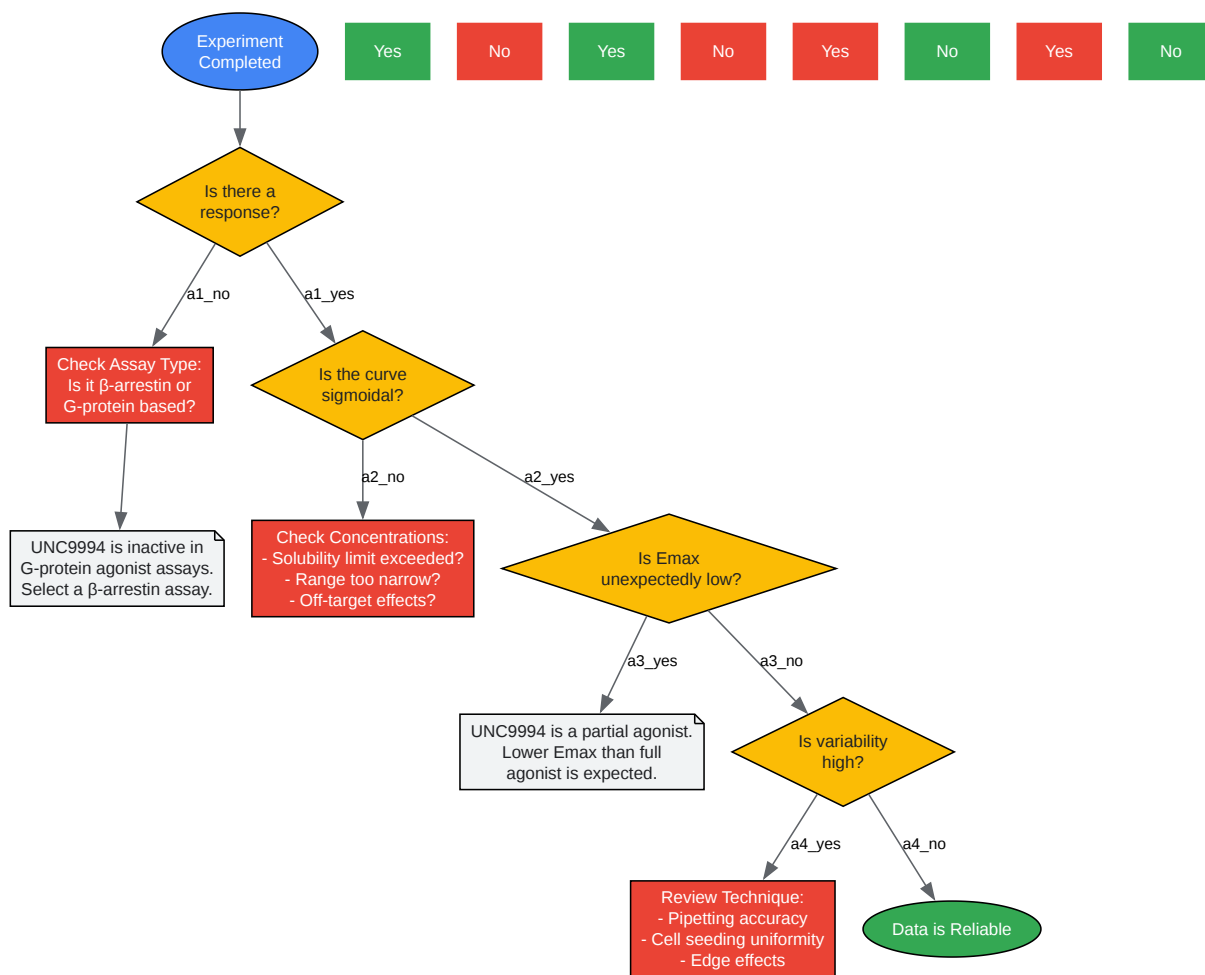 Experiment
Completed
Yes
No
Yes
No
Yes
No
Yes
No
Is there a
response?
a1_no
a1_yes
Check Assay Type:
Is it β-arrestin or
G-protein based?
Is the curve
sigmoidal?
a2_no
a2_yes
UNC9994 is inactive in
G-protein agonist assays.
Select a β-arrestin assay.
Check Concentrations:
- Solubility limit exceeded?
- Range too narrow?
- Off-target effects?
Is Emax
unexpectedly low?
a3_yes
a3_no
UNC9994 is a partial agonist.
Lower Emax than full
agonist is expected.
Is variability
high?
a4_yes
a4_no
Review Technique:
- Pipetting accuracy
- Cell seeding uniformity
- Edge effects
Data is Reliable